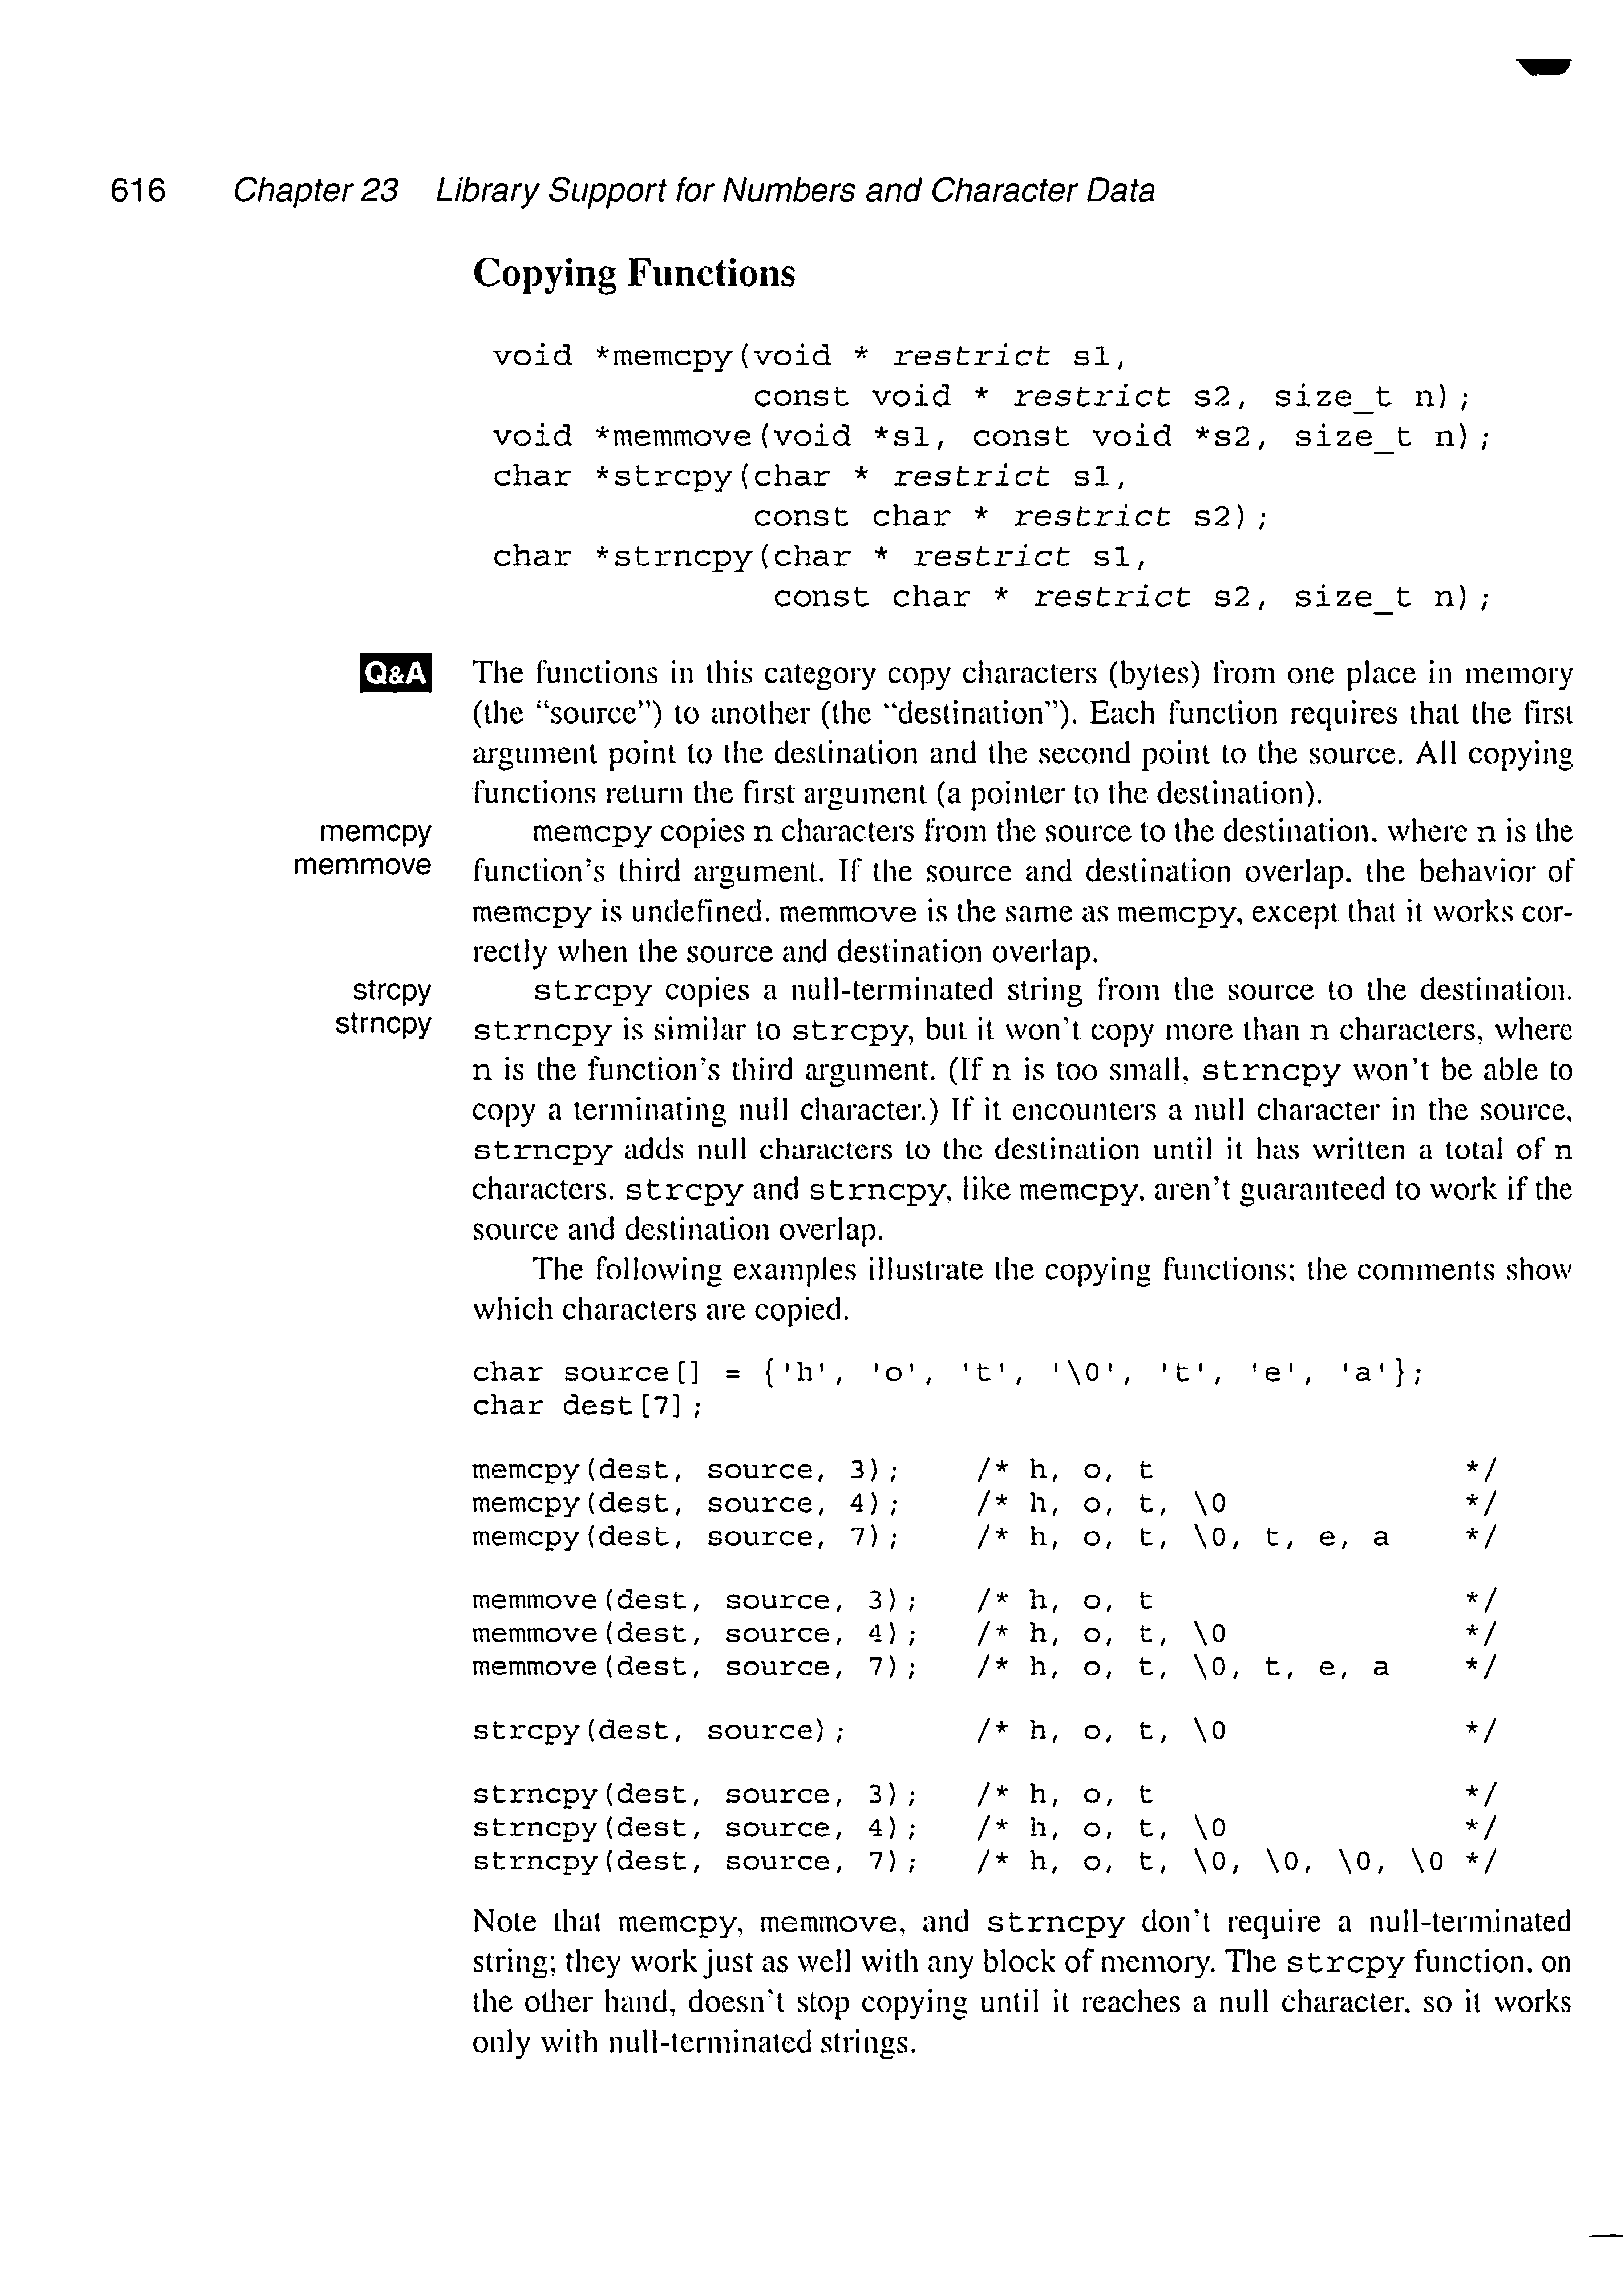 616 Chapter 23 Library Support for Numbers and Character Data
Copying Functions
void *memcpy(void * restrict s1,
             const void * restrict s2, size_t n);
void *memmove(void *s1, const void *s2, size_t n);
char *strcpy(char * restrict s1,
             const char * restrict s2);
char *strncpy(char * restrict s1,
              const char * restrict s2, size_t n);
Q&A The functions in this category copy characters (bytes) from one place in memory
(the “source”) to another (the “destination”). Each function requires that the first
argument point to the destination and the second point to the source. All copying
functions return the first argument (a pointer to the destination).
memcpy memcpy copies n characters from the source to the destination, where n is the
memmove function's third argument. If the source and destination overlap, the behavior of
memcpy is undefined. memmove is the same as memcpy, except that it works cor-
rectly when the source and destination overlap.
strcpy strcpy copies a null-terminated string from the source to the destination.
strncpy strncpy is similar to strcpy, but it won't copy more than n characters, where
n is the function's third argument. (If n is too small, strncpy won't be able to
copy a terminating null character.) If it encounters a null character in the source,
strncpy adds null characters to the destination until it has written a total of n
characters. strcpy and strncpy, like memcpy, aren't guaranteed to work if the
source and destination overlap.
The following examples illustrate the copying functions; the comments show
which characters are copied.
char source[] = {'h', 'o', 't', '\0', 't', 'e', 'a'};
char dest[7];
memcpy(dest, source, 3);    /* h, o, t                 */
memcpy(dest, source, 4);    /* h, o, t, \0             */
memcpy(dest, source, 7);    /* h, o, t, \0, t, e, a    */
memmove(dest, source, 3);   /* h, o, t                 */
memmove(dest, source, 4);   /* h, o, t, \0             */
memmove(dest, source, 7);   /* h, o, t, \0, t, e, a    */
strcpy(dest, source);       /* h, o, t, \0             */
strncpy(dest, source, 3);   /* h, o, t                 */
strncpy(dest, source, 4);   /* h, o, t, \0             */
strncpy(dest, source, 7);   /* h, o, t, \0, \0, \0, \0 */
Note that memcpy, memmove, and strncpy don't require a null-terminated
string; they work just as well with any block of memory. The strcpy function, on
the other hand, doesn't stop copying until it reaches a null character, so it works
only with null-terminated strings.